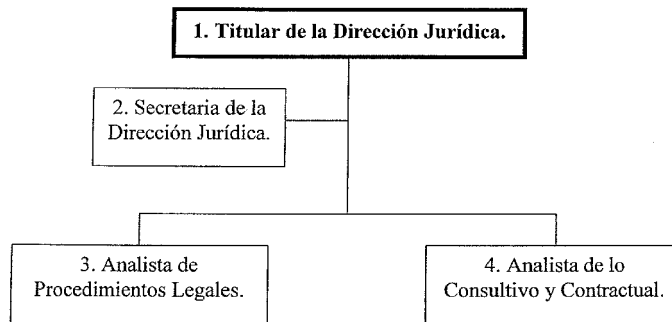 1. Titular de la Dirección Jurídica.
2. Secretaria de la
Dirección Jurídica.
3. Analista de
Procedimientos Legales.
4. Analista de lo
Consultivo y Contractual.